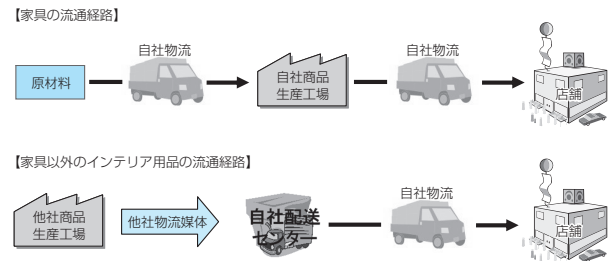 【家具の流通経路】
自社物流
自社物流
原材料
自社商品
生産工場
店舗
【家具以外のインテリア用品の流通経路】
自社物流
他社商品
生産工場
他社物流媒体
自社配送
センター
店舗